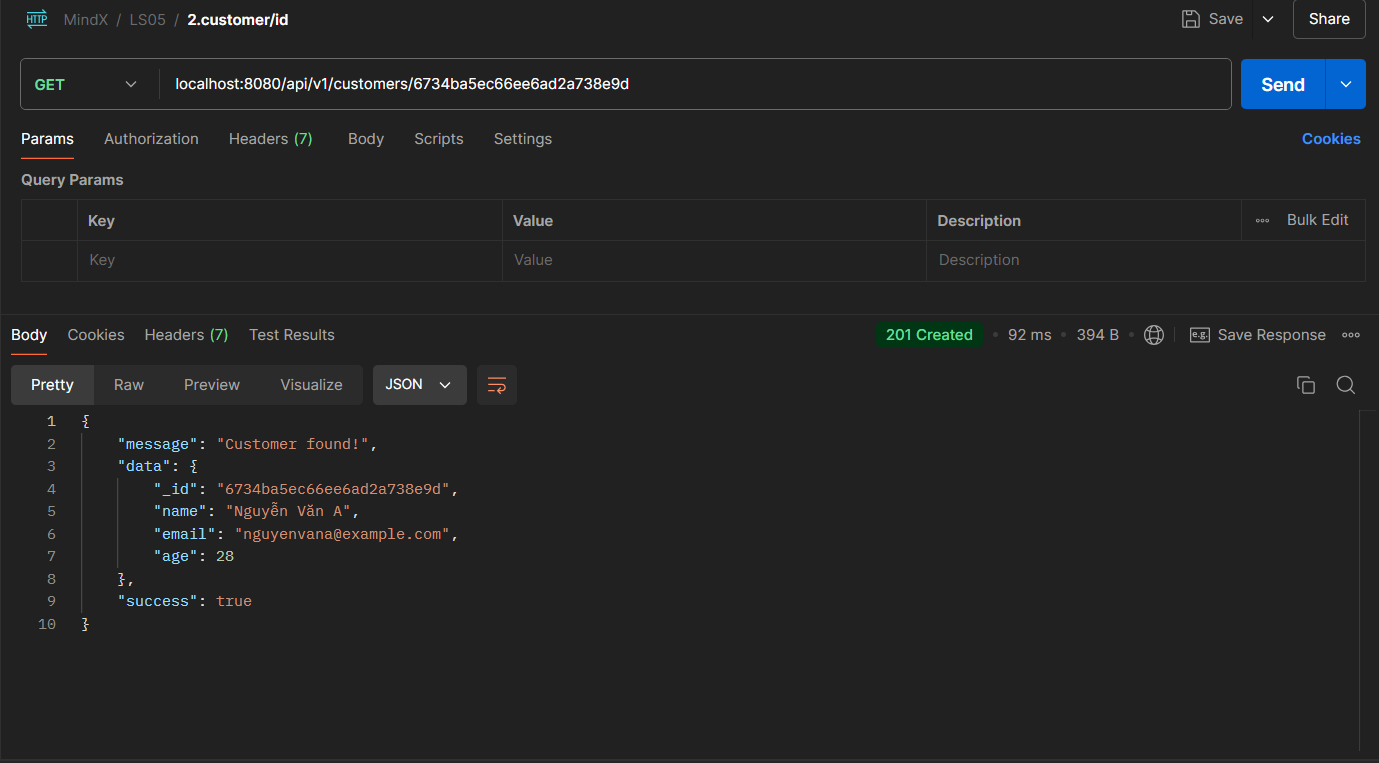 HTTP MindX / LS05 / 2.customer/id Save Share
GET localhost:8080/api/v1/customers/6734ba5ec66ee6ad2a738e9d Send
Params Authorization Headers (7) Body Scripts Settings Cookies
Query Params
Key Value Description Bulk Edit
Key Value Description
Body Cookies Headers (7) Test Results 201 Created 92 ms 394 B e.g. Save Response
Pretty Raw Preview Visualize JSON
1 {
2 "message": "Customer found!",
3 "data": {
4 "_id": "6734ba5ec66ee6ad2a738e9d",
5 "name": "Nguyễn Văn A",
6 "email": "nguyenvana@example.com",
7 "age": 28
8 },
9 "success": true
10 }